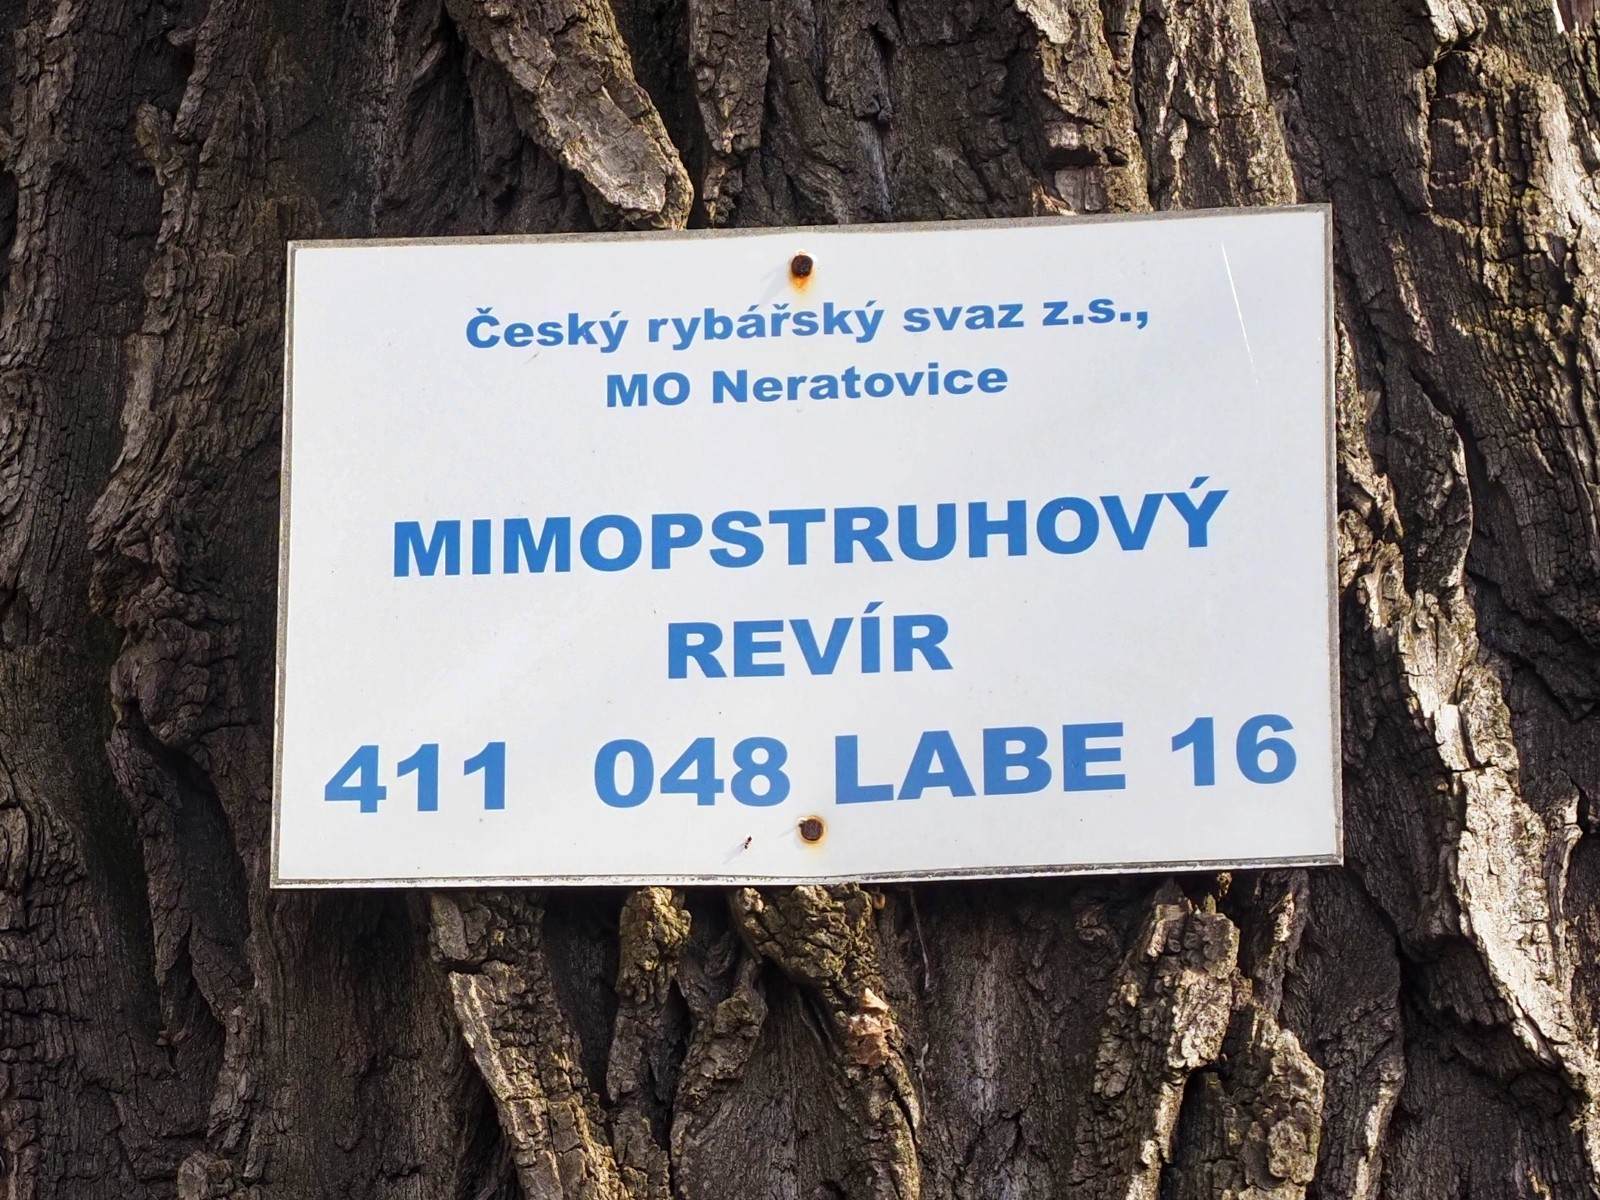 Český rybářský svaz z.s.,
MO Neratovice
MIMOPSTRUHOVÝ
REVÍR
411 048 LABE 16